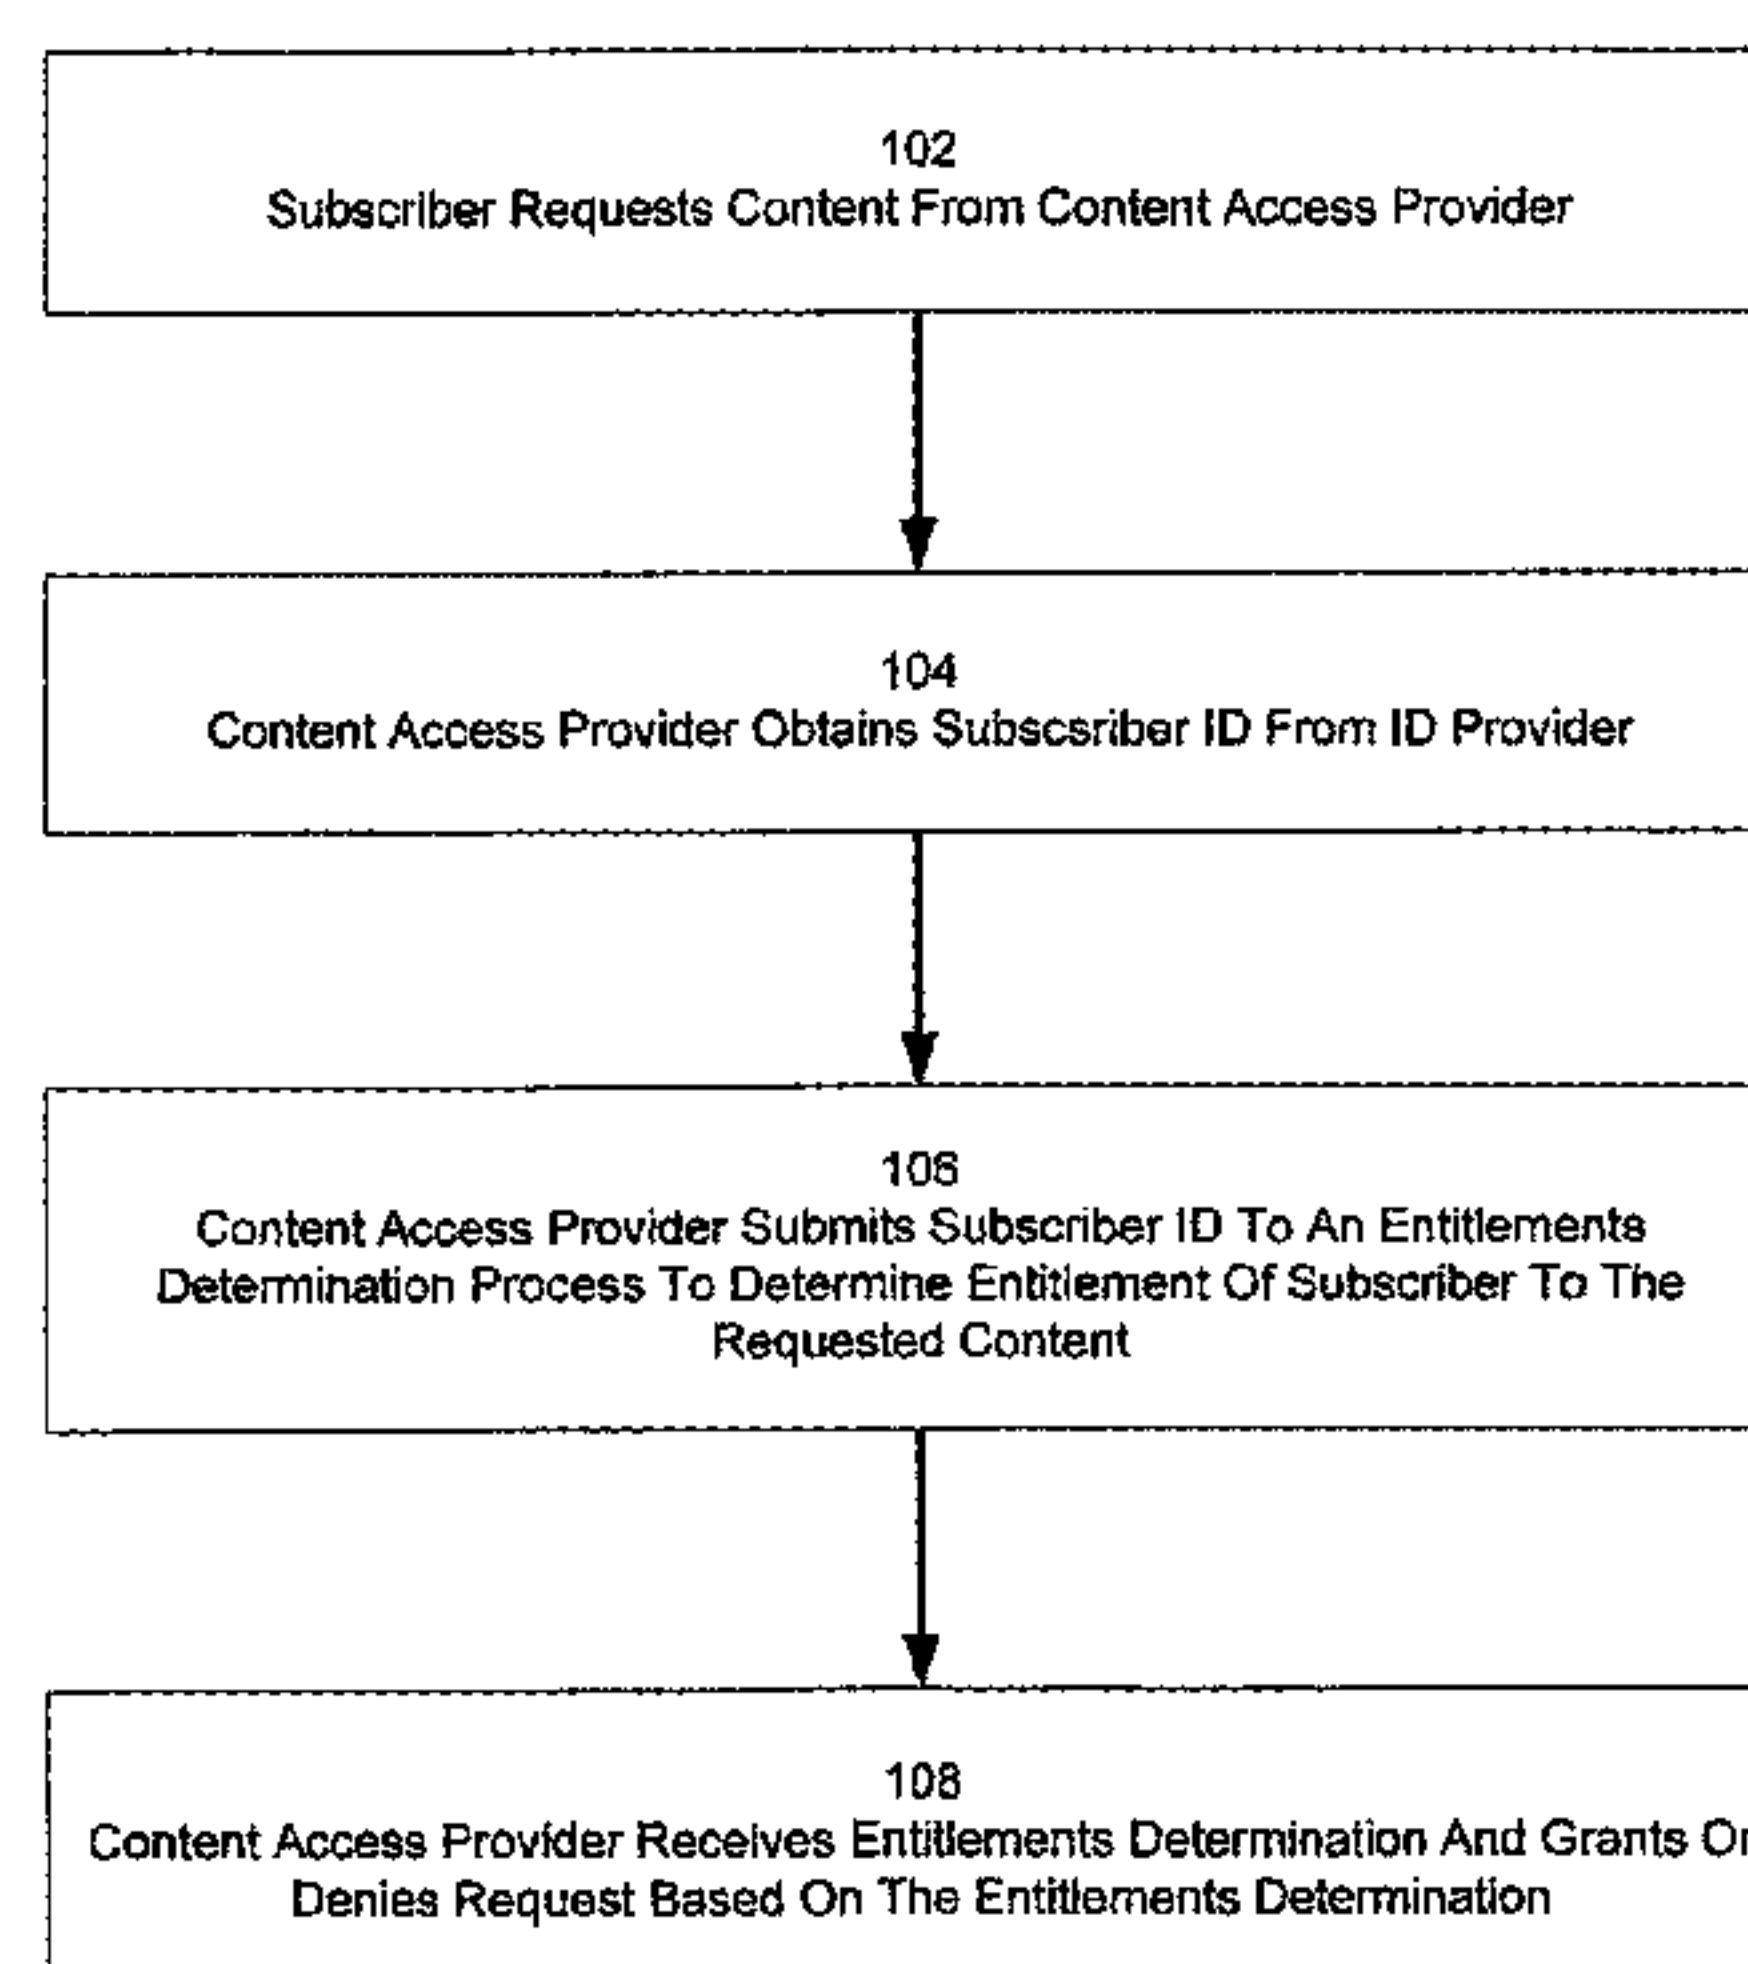 102
Subscriber Requests Content From Content Access Provider
104
Content Access Provider Obtains Subscsriber ID From ID Provider
106
Content Access Provider Submits Subscriber ID To An Entitlements
Determination Process To Determine Entitlement Of Subscriber To The
Requested Content
108
Content Access Provider Receives Entitlements Determination And Grants Or
Denies Request Based On The Entitlements Determination